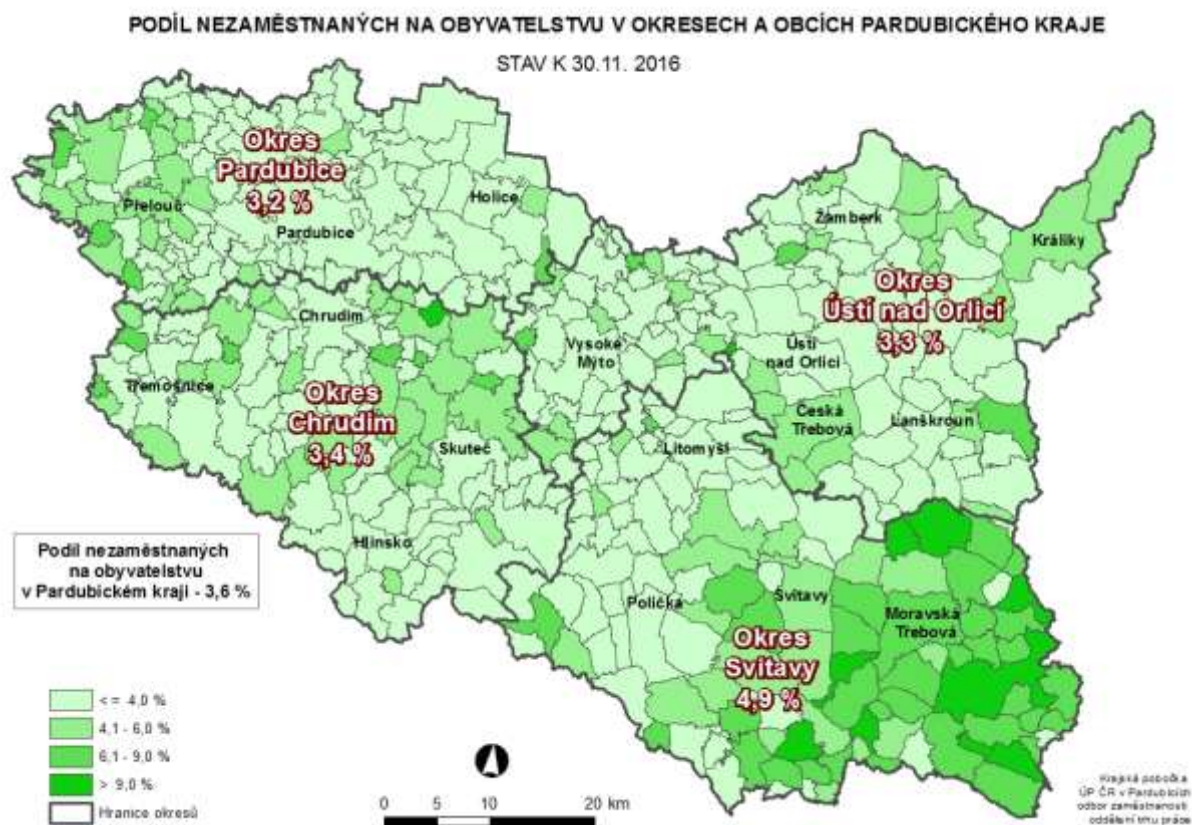 PODÍL NEZAMĚSTNANÝCH NA OBYVATELSTVU V OKRESECH A OBCÍCH PARDUBICKÉHO KRAJE
STAV K 30.11. 2016
Okres
Pardubice
3,2 %
Přelouč
Holice
Pardubice
Žamberk
Králíky
Okres
Ústí nad Orlicí
3,3 %
Chrudim
Vysoké
Mýto
Ústí
nad Orlicí
Třemošnice
Okres
Chrudim
3,4 %
Česká
Třebová
Lanškroun
Skuteč
Litomyšl
Hlinsko
Podíl nezaměstnaných
na obyvatelstvu
v Pardubickém kraji - 3,6 %
Polička
Svitavy
Moravská
Třebová
Okres
Svitavy
4,9 %
<= 4,0 %
4,1 - 6,0 %
6,1 - 9,0 %
> 9,0 %
Hranice okresů
0 5 10 20 km
Krajská pobočka
ÚP ČR v Pardubicích
odbor zaměstnanosti
oddělení trhu práce